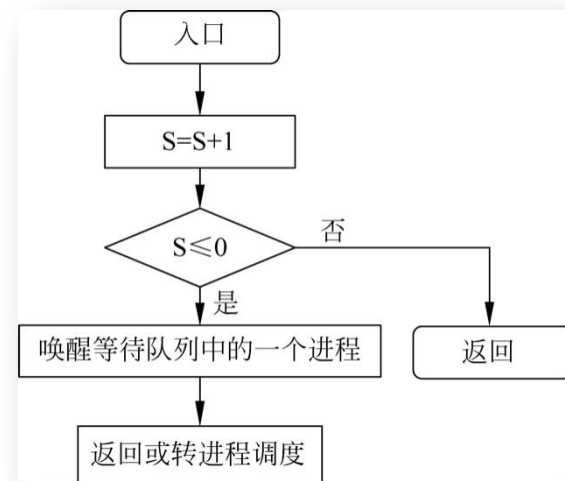 入口
S=S+1
S≤0
否
是
唤醒等待队列中的一个进程
返回
返回或转进程调度